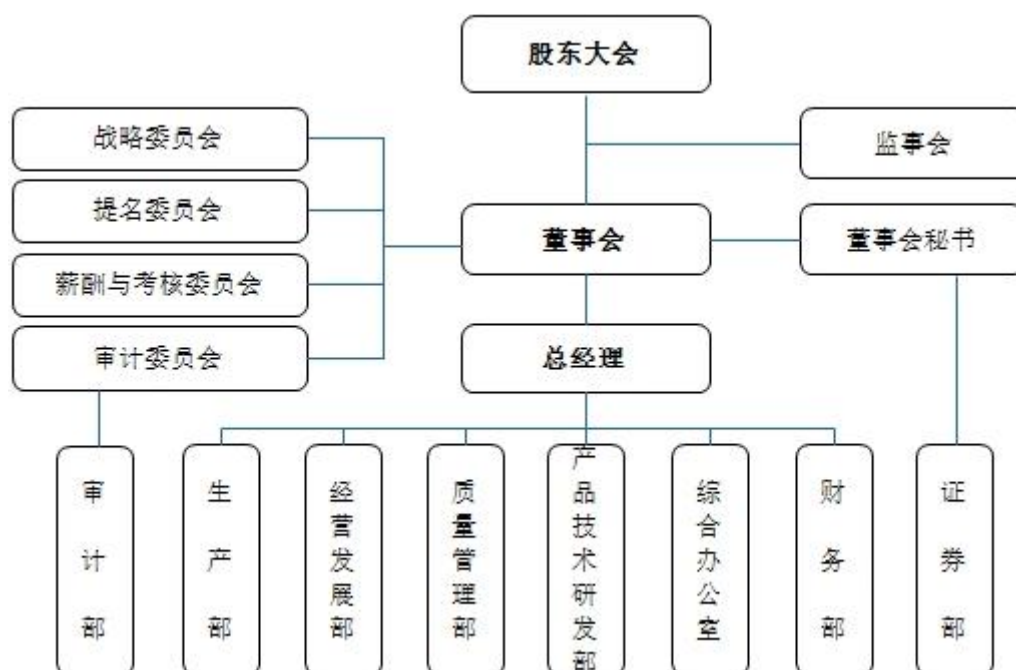 股东大会
战略委员会
监事会
提名委员会
董事会
董事会秘书
薪酬与考核委员会
审计委员会
总经理
审计部
生产部
经营发展部
质量管理部
产品技术研发部
综合办公室
财务部
证券部